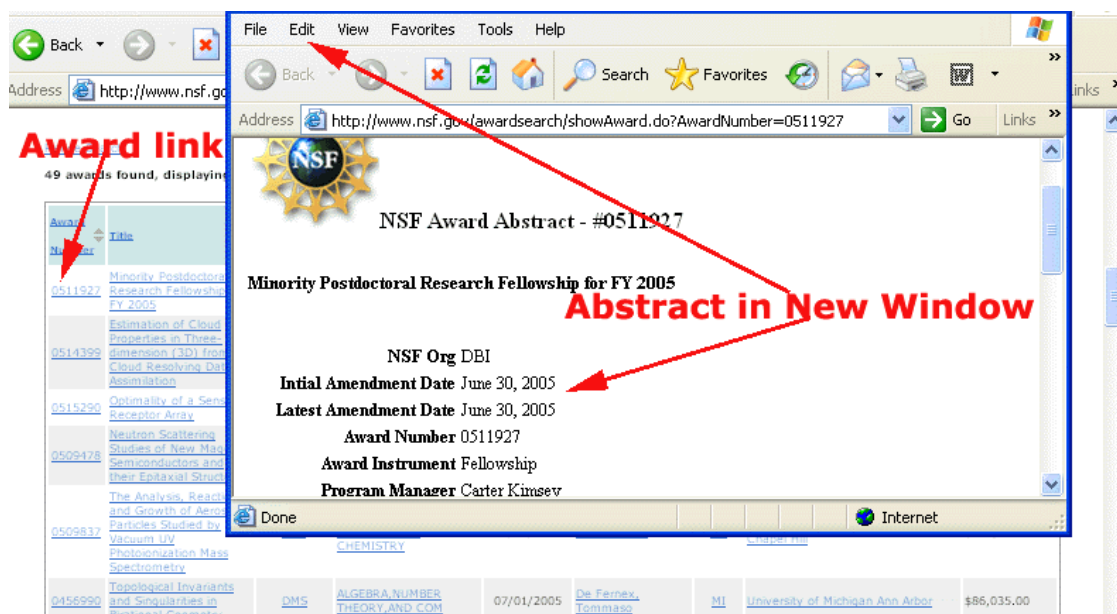 Back
Address http://www.nsf.go
Links
File Edit View Favorites Tools Help
Back Search Favorites
Address http://www.nsf.gov/awardsearch/showAward.do?AwardNumber=0511927 Go Links
NSF
NSF Award Abstract - #0511927
Minority Postdoctoral Research Fellowship for FY 2005
NSF Org DBI
Intial Amendment Date June 30, 2005
Latest Amendment Date June 30, 2005
Award Number 0511927
Award Instrument Fellowship
Program Manager Carter Kimsey
Done Internet
Award link
Abstract in New Window
49 awards found, displayin
Award
Number
Title
0511927
Minority Postdoctora
Research Fellowship
FY 2005
0514399
Estimation of Cloud
Properties in Three-
dimension (3D) from
Cloud Resolving Dat
Assimilation
0515290
Optimality of a Sens
Receptor Array
0509478
Neutron Scattering
Studies of New Mag
Semiconductors and
their Epitaxial Struct
0509837
The Analysis, Reacti
and Growth of Aeros
Particles Studied by
Vacuum UV
Photoionization Mass
Spectrometry
CHEMISTRY
Chapel Hill
0456990
Topological Invariants
and Singularities in
DMS
ALGEBRA,NUMBER
THEORY,AND COM
07/01/2005
De Fernex,
Tommaso
MI
University of Michigan Ann Arbor
$86,035.00